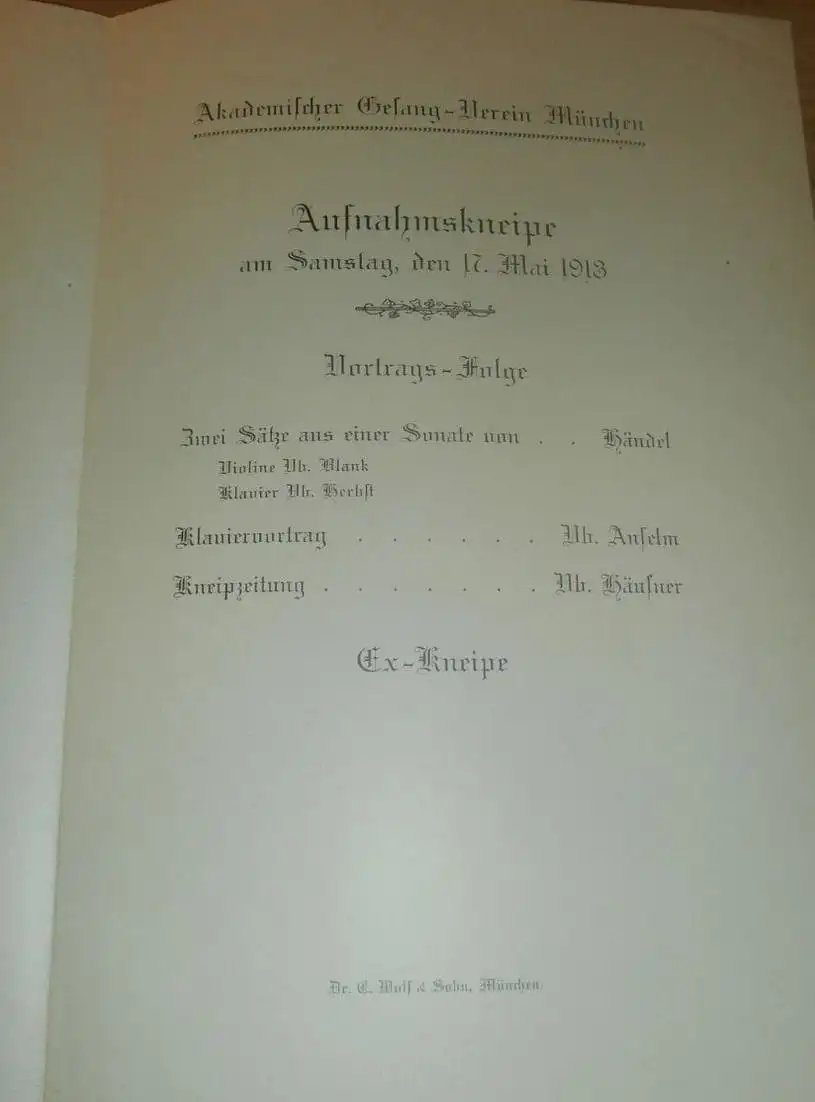 Akademischer Gesang-Verein München
Aufnahmskneipe
am Samstag, den 17. Mai 1913
Vortrags-Folge
Zwei Sätze aus einer Sonate von . . Händel
Violine Vb. Blank
Klavier Vb. Herbst
Klaviervortrag . . . . . . Vb. Anselm
Kneipzeitung . . . . . . . Vb. Häusner
Ex-Kneipe
Dr. C. Wolf & Sohn, München